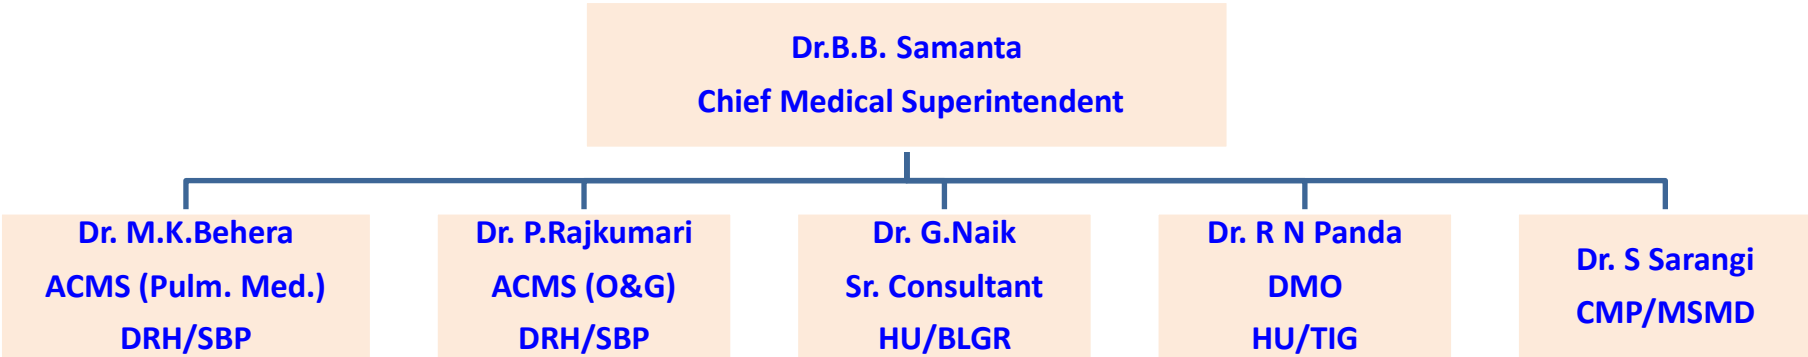 Dr.B.B. Samanta
Chief Medical Superintendent
Dr. M.K.Behera
ACMS (Pulm. Med.)
DRH/SBP
Dr. P.Rajkumari
ACMS (O&G)
DRH/SBP
Dr. G.Naik
Sr. Consultant
HU/BLGR
Dr. R N Panda
DMO
HU/TIG
Dr. S Sarangi
CMP/MSMD